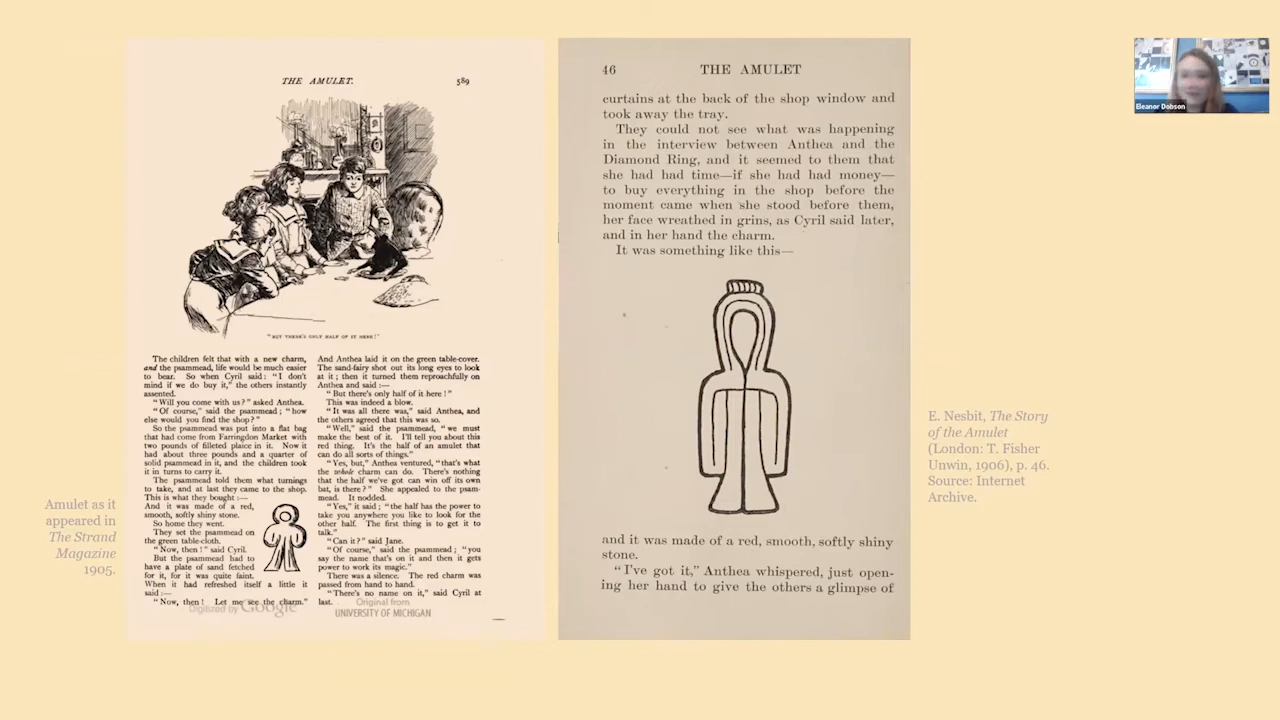 THE AMULET.
589
"BUT THERE'S ONLY HALF OF IT HERE!"
The children felt that with a new charm,
and the psammead, life would be much easier
to bear. So when Cyril said: "I don't
mind if we do buy it," the others instantly
assented.
"Will you come with us?" asked Anthea.
"Of course," said the psammead; "how
else would you find the shop?"
So the psammead was put into a flat bag
that had come from Farringdon Market with
two pounds of filleted plaice in it. Now it
had about three pounds and a quarter of
solid psammead in it, and the children took
it in turns to carry it.
The psammead told them what turnings
to take, and at last they came to the shop.
This is what they bought :—
And it was made of a red,
smooth, softly shiny stone.
So home they went.
They set the psammead on
the green table-cloth.
"Now, then!" said Cyril.
But the psammead had to
have a plate of sand fetched
for it, for it was quite faint.
When it had refreshed itself a little it
said :—
"Now, then! Let me see the charm."
And Anthea laid it on the green table-cover.
The sand-fairy shot out its long eyes to look
at it; then it turned them reproachfully on
Anthea and said :—
"But there's only half of it here!"
This was indeed a blow.
"It was all there was," said Anthea, and
the others agreed that this was so.
"Well," said the psammead, "we must
make the best of it. I'll tell you about this
red thing. It's the half of an amulet that
can do all sorts of things."
"Yes, but," Anthea ventured, "that's what
the whole charm can do. There's nothing
that the half we've got can win off its own
bat, is there?" She appealed to the psam-
mead. It nodded.
"Yes," it said; "the half has the power to
take you anywhere you like to look for the
other half. The first thing is to get it to
talk."
"Can it?" said Jane.
"Of course," said the psammead; "you
say the name that's on it and then it gets
power to work its magic."
There was a silence. The red charm was
passed from hand to hand.
"There's no name on it," said Cyril at
last.
Digitized by Google
Original from
UNIVERSITY OF MICHIGAN
Amulet as it
appeared in
The Strand
Magazine
1905.
46
THE AMULET
curtains at the back of the shop window and
took away the tray.
They could not see what was happening
in the interview between Anthea and the
Diamond Ring, and it seemed to them that
she had had time—if she had had money—
to buy everything in the shop before the
moment came when she stood before them,
her face wreathed in grins, as Cyril said later,
and in her hand the charm.
It was something like this—
and it was made of a red, smooth, softly shiny
stone.
"I've got it," Anthea whispered, just open-
ing her hand to give the others a glimpse of
E. Nesbit, The Story
of the Amulet
(London: T. Fisher
Unwin, 1906), p. 46.
Source: Internet
Archive.
Eleanor Dobson